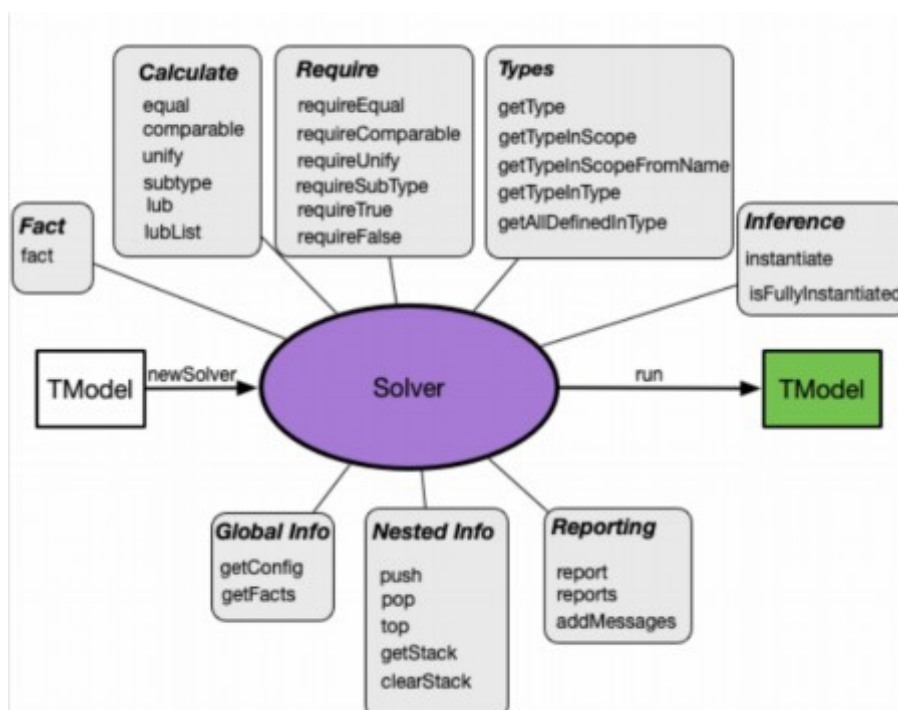 Calculate
equal
comparable
unify
subtype
lub
lubList
Require
requireEqual
requireComparable
requireUnify
requireSubType
requireTrue
requireFalse
Types
getType
getTypeInScope
getTypeInScopeFromName
getTypeInType
getAllDefinedInType
Fact
fact
Inference
instantiate
isFullyInstantiated
TModel
newSolver
Solver
run
TModel
Global Info
getConfig
getFacts
Nested Info
push
pop
top
getStack
clearStack
Reporting
report
reports
addMessages